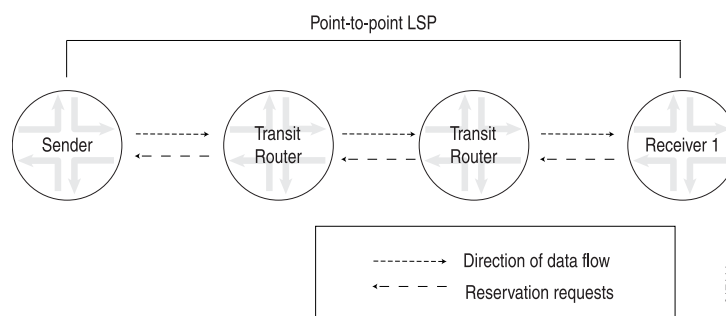 Point-to-point LSP
Sender
Transit
Router
Transit
Router
Receiver 1
Direction of data flow
Reservation requests